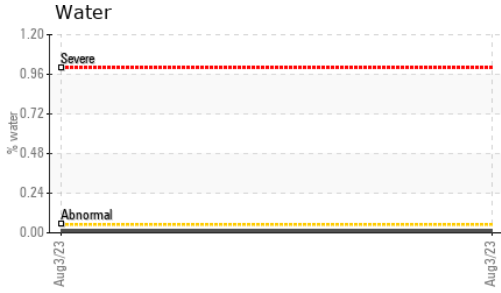 Water
1.20
Severe
0.96
0.72
% water
0.48
0.24
Abnormal
0.00
Aug3/23
Aug3/23